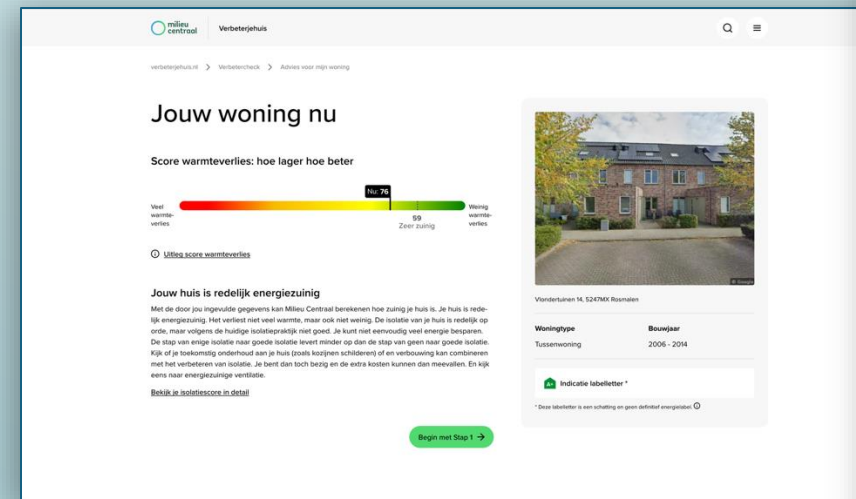 milieu
centraal
Verbeterjehuis
verbeterjehuis.nl > Verbetercheck > Advies voor mijn woning
Jouw woning nu
Score warmteverlies: hoe lager hoe beter
Nu: 76
Veel
warmte-
verlies
59
Zeer zuinig
Weinig
warmte-
verlies
Uitleg score warmteverlies
Jouw huis is redelijk energiezuinig
Met de door jou ingevulde gegevens kan Milieu Centraal berekenen hoe zuinig je huis is. Je huis is rede-
lijk energiezuinig. Het verliest niet veel warmte, maar ook niet weinig. De isolatie van je huis is redelijk op
orde, maar volgens de huidige isolatiepraktijk niet goed. Je kunt niet eenvoudig veel energie besparen.
De stap van enige isolatie naar goede isolatie levert minder op dan de stap van geen naar goede isolatie.
Kijk of je toekomstig onderhoud aan je huis (zoals kozijnen schilderen) of en verbouwing kan combineren
met het verbeteren van isolatie. Je bent dan toch bezig en de extra kosten kunnen dan meevallen. En kijk
eens naar energiezuinige ventilatie.
Bekijk je isolatiescore in detail
Begin met Stap 1 →
© Google
Vlondertuinen 14, 5247MX Rosmalen
Woningtype Bouwjaar
Tussenwoning 2006 - 2014
A+ Indicatie labelletter *
* Deze labelletter is een schatting en geen definitief energielabel.